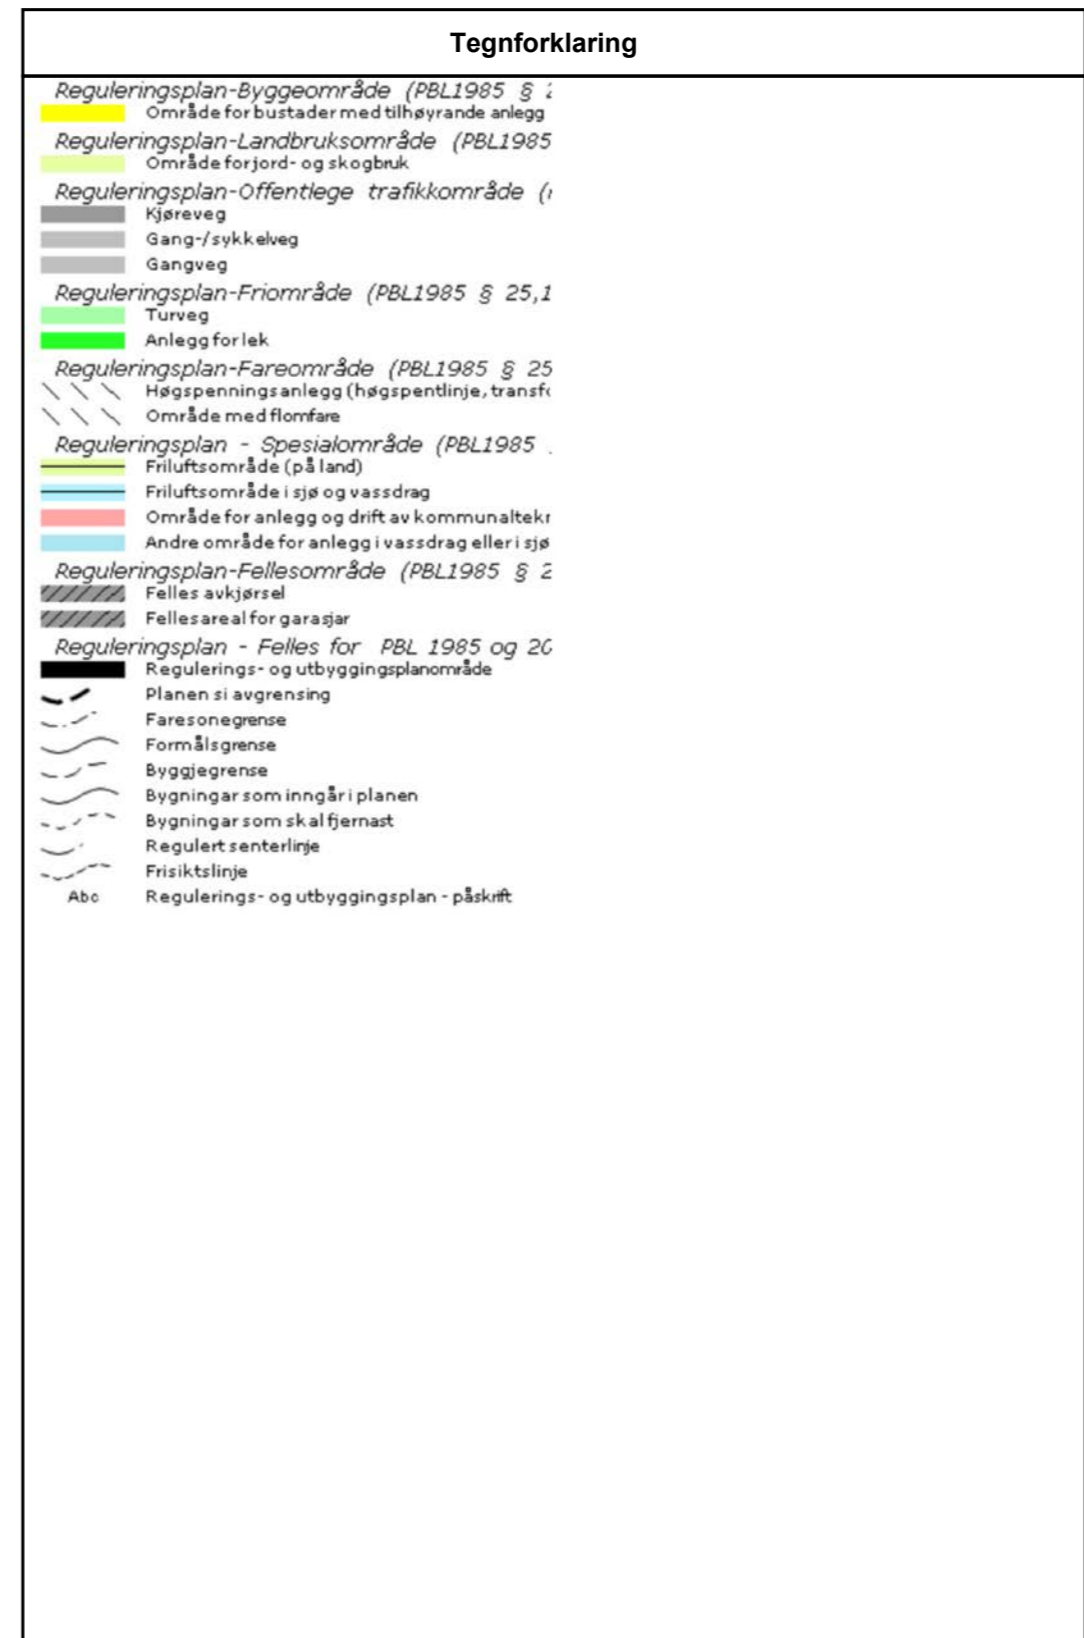 Tegnforklaring
Reguleringsplan-Byggeområde (PBL1985 §
Område for bustader med tilhøyrande anlegg
Reguleringsplan-Landbruksområde (PBL1985
Område for jord- og skogbruk
Reguleringsplan-Offentlege trafikkområde (
Kjøreveg
Gang-/sykkelveg
Gangveg
Reguleringsplan-Friområde (PBL1985 § 25,1
Turveg
Anlegg for lek
Reguleringsplan-Fareområde (PBL1985 § 25
Høgspenningsanlegg (høgspentlinje, transfo
Område med flomfare
Reguleringsplan - Spesialområde (PBL1985
Friluftsområde (på land)
Friluftsområde i sjø og vassdrag
Område for anlegg og drift av kommunaltekn
Andre område for anlegg i vassdrag eller i sjø
Reguleringsplan-Fellesområde (PBL1985 § 2
Felles avkjørsel
Fellesareal for garasjar
Reguleringsplan - Felles for PBL 1985 og 20
Regulerings- og utbyggingsplanområde
Planen si avgrensing
Faresonegrense
Formålsgrense
Byggjegrense
Bygningar som inngår i planen
Bygningar som skal fjernast
Regulert senterlinje
Frisiktslinje
Abc Regulerings- og utbyggingsplan - påskrift